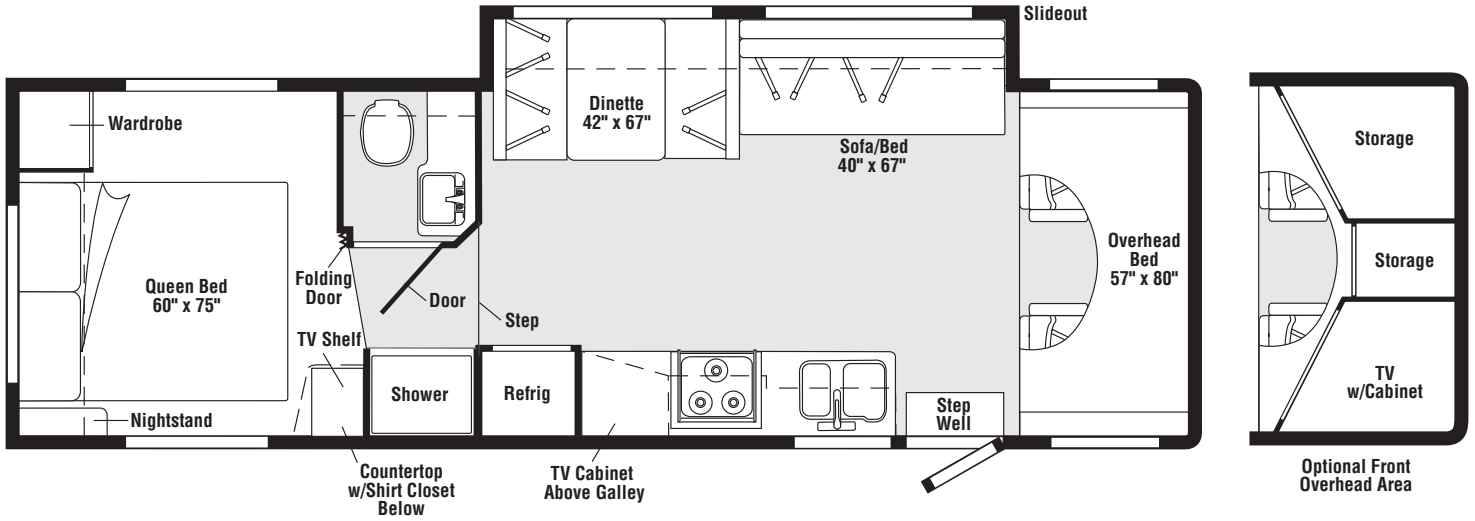 Slideout
Wardrobe
Dinette
42" x 67"
Sofa/Bed
40" x 67"
Storage
Overhead
Bed
57" x 80"
Storage
Queen Bed
60" x 75"
Folding
Door
Door
Step
TV Shelf
Shower
Refrig
Step
Well
TV
w/Cabinet
Nightstand
Countertop
w/Shirt Closet
Below
TV Cabinet
Above Galley
Optional Front
Overhead Area